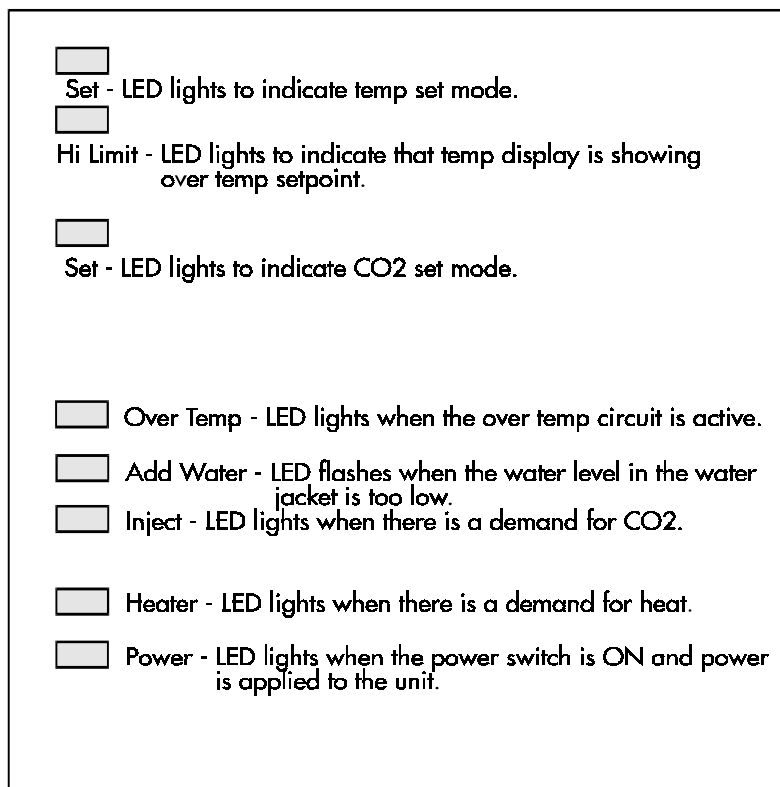 Set - LED lights to indicate temp set mode.
Hi Limit - LED lights to indicate that temp display is showing
over temp setpoint.
Set - LED lights to indicate CO2 set mode.
Over Temp - LED lights when the over temp circuit is active.
Add Water - LED flashes when the water level in the water
jacket is too low.
Inject - LED lights when there is a demand for CO2.
Heater - LED lights when there is a demand for heat.
Power - LED lights when the power switch is ON and power
is applied to the unit.